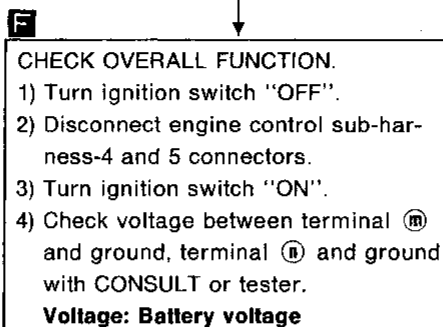 F
CHECK OVERALL FUNCTION.
1) Turn ignition switch "OFF".
2) Disconnect engine control sub-har-
ness-4 and 5 connectors.
3) Turn ignition switch "ON".
4) Check voltage between terminal ⓜ
and ground, terminal ⓝ and ground
with CONSULT or tester.
Voltage: Battery voltage